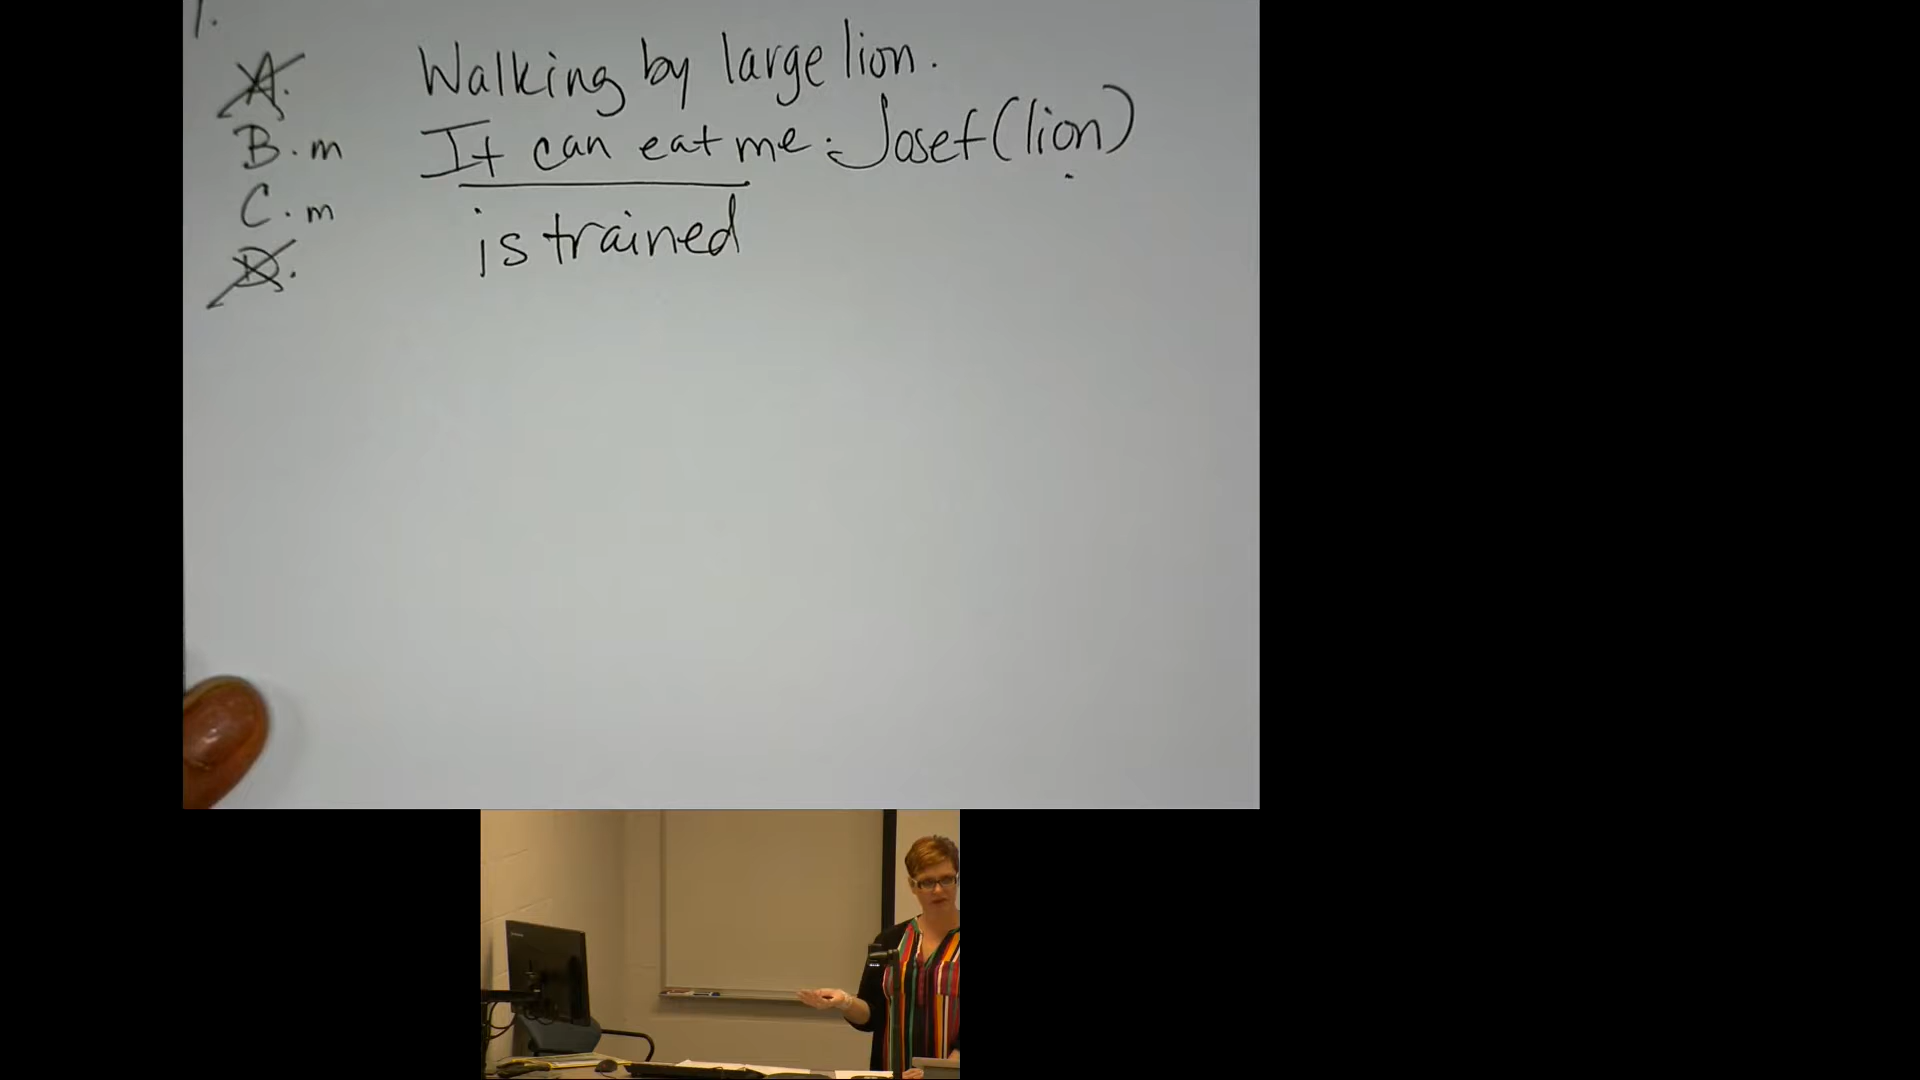 1.
A. Walking by large lion.
B. m It can eat me. Josef (lion)
C. m is trained
D.